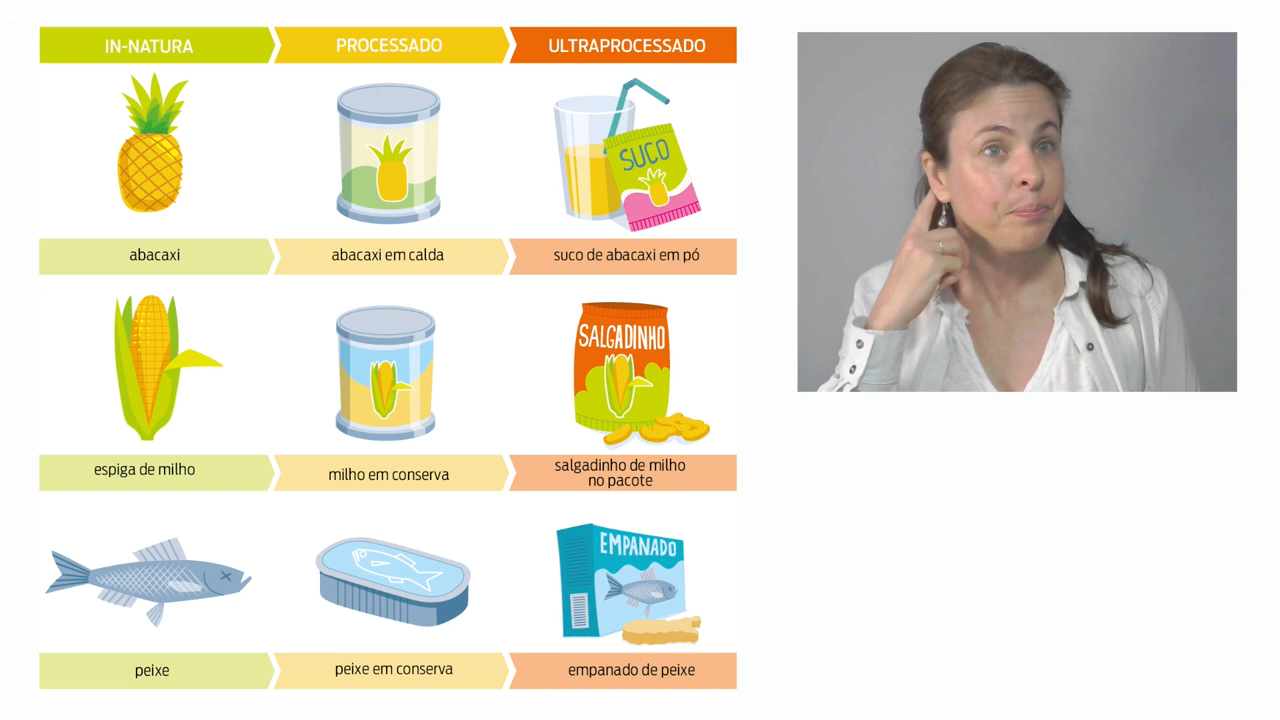 IN-NATURA
PROCESSADO
ULTRAPROCESSADO
SUCO
abacaxi
abacaxi em calda
suco de abacaxi em pó
SALGADINHO
espiga de milho
milho em conserva
salgadinho de milho
no pacote
EMPANADO
peixe
peixe em conserva
empanado de peixe